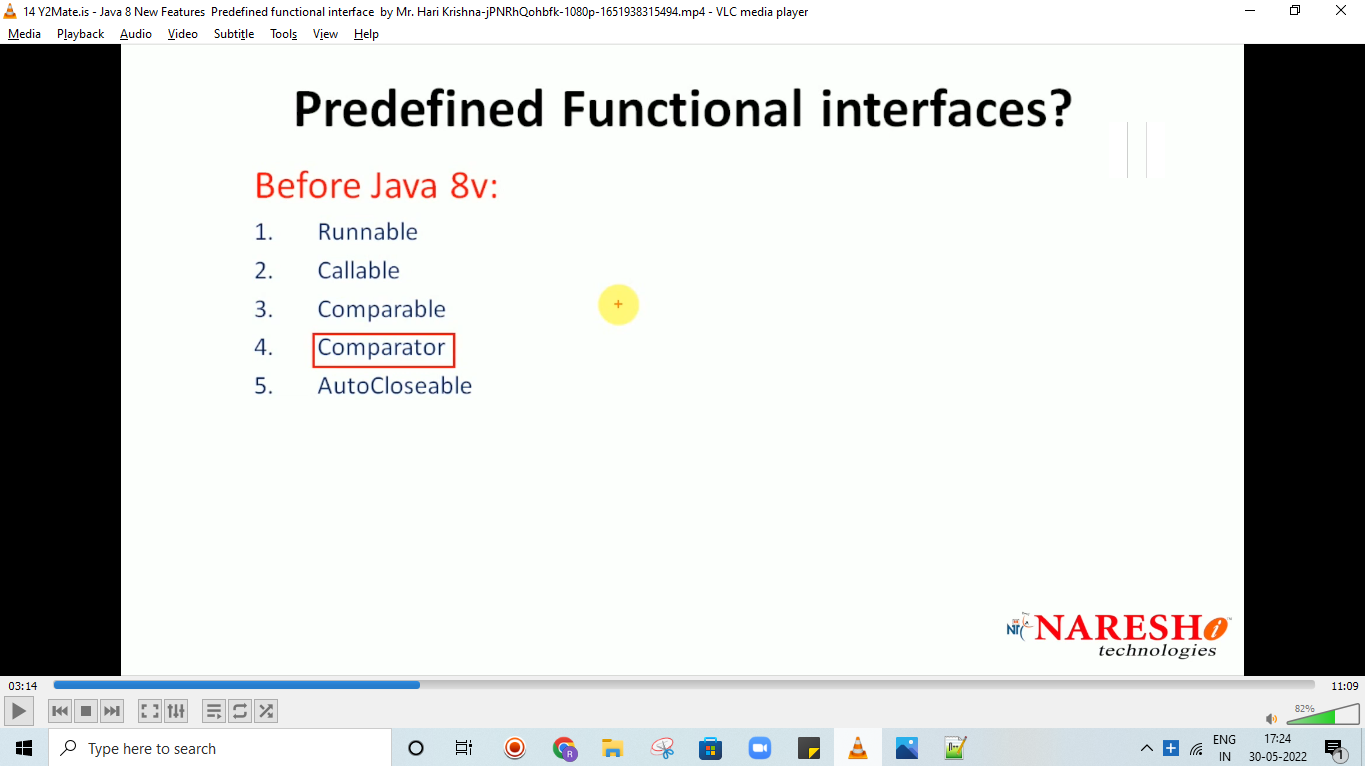 14 Y2Mate.is - Java 8 New Features  Predefined functional interface  by Mr. Hari Krishna-jPNRhQohbfk-1080p-1651938315494.mp4 - VLC media player
Media Playback Audio Video Subtitle Tools View Help
Predefined Functional interfaces?
Before Java 8v:
1. Runnable
2. Callable
3. Comparable
4. Comparator
5. AutoCloseable
NARESH i
technologies
03:14 11:09
82%
Type here to search
ENG 17:24
IN 30-05-2022
1